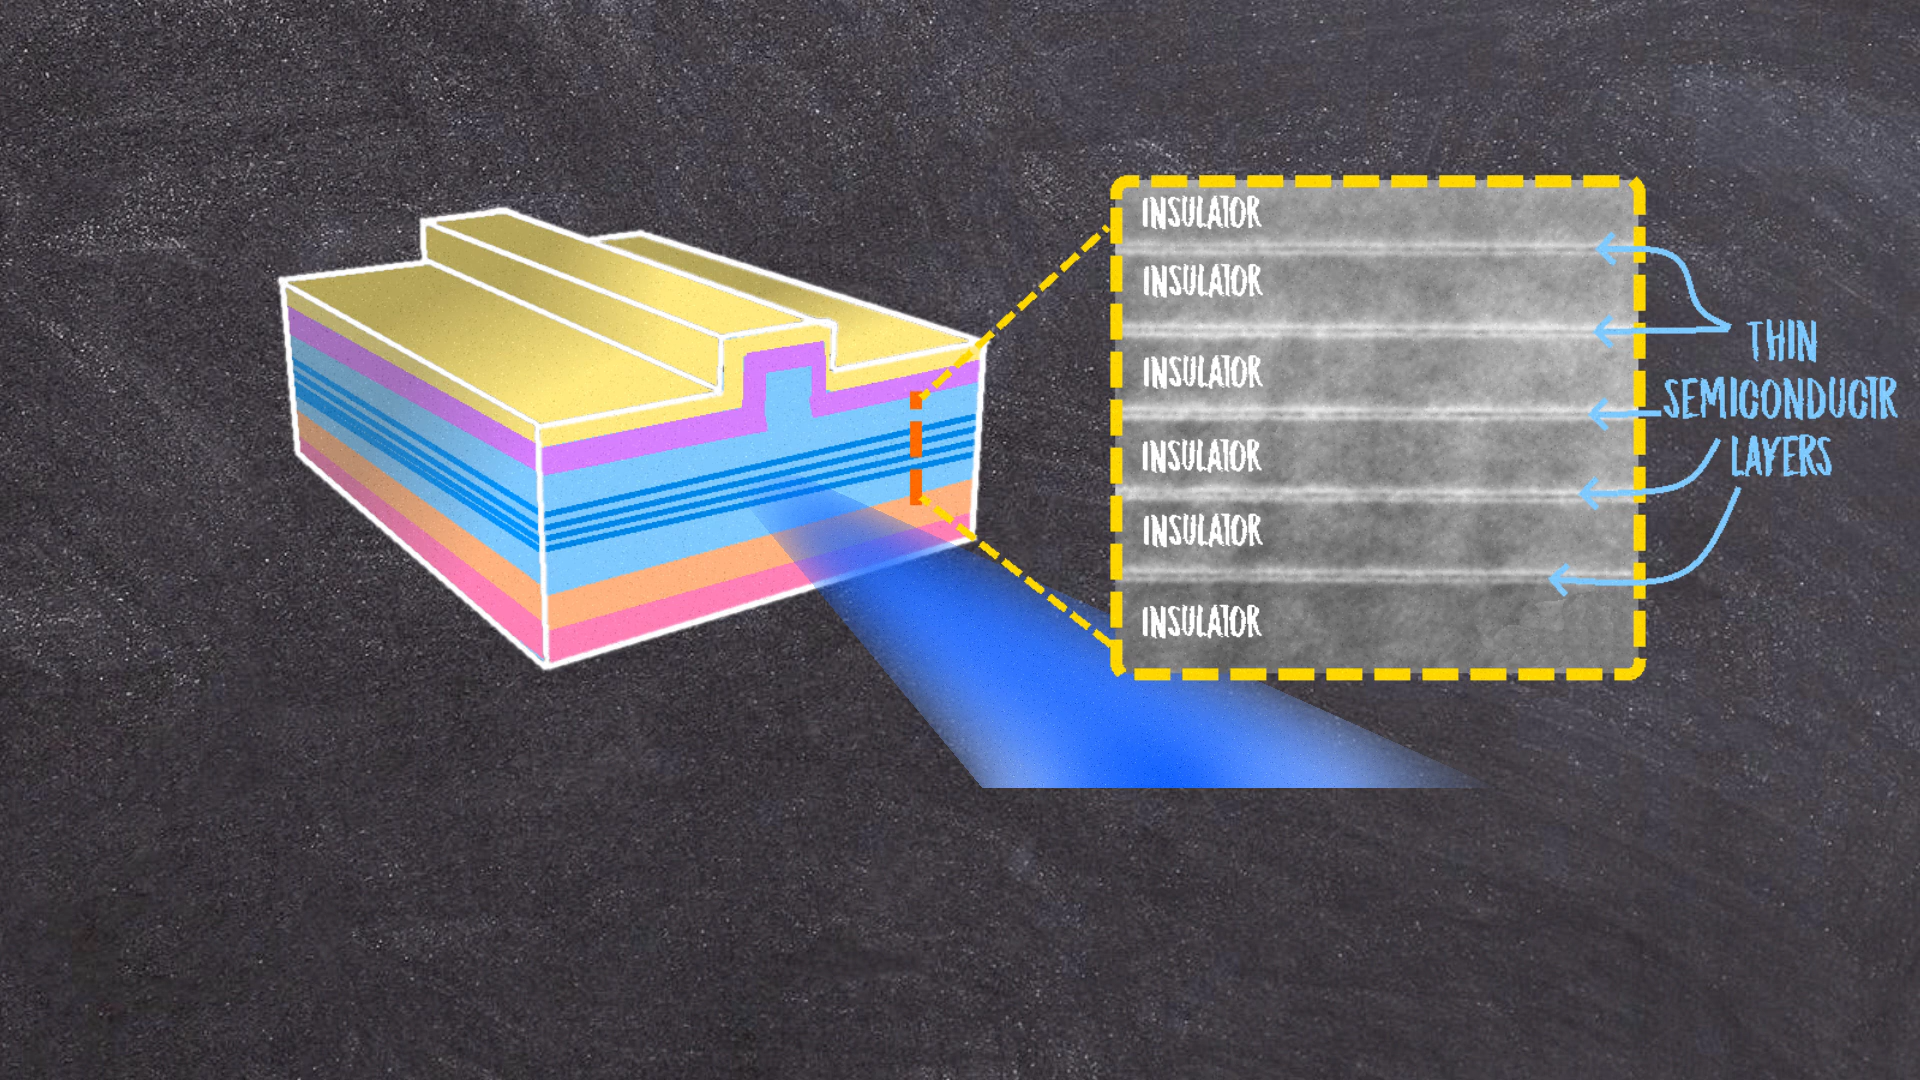 INSULATOR
INSULATOR
INSULATOR
INSULATOR
INSULATOR
INSULATOR
THIN
SEMICONDUCTR
LAYERS